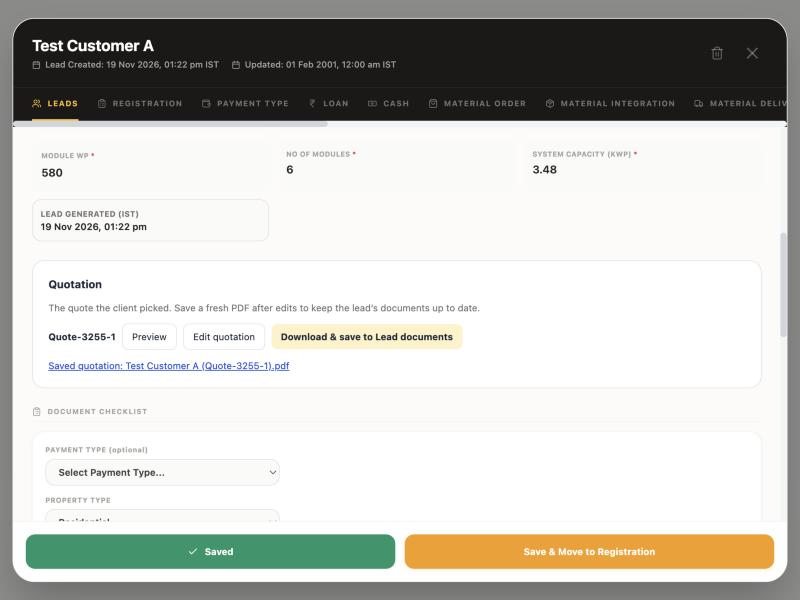 Test Customer A
Lead Created: 19 Nov 2026, 01:22 pm IST Updated: 01 Feb 2001, 12:00 am IST
LEADS REGISTRATION PAYMENT TYPE LOAN CASH MATERIAL ORDER MATERIAL INTEGRATION MATERIAL DELIV
MODULE WP * NO OF MODULES * SYSTEM CAPACITY (KWP) *
580 6 3.48
LEAD GENERATED (IST)
19 Nov 2026, 01:22 pm
Quotation
The quote the client picked. Save a fresh PDF after edits to keep the lead's documents up to date.
Quote-3255-1 Preview Edit quotation Download & save to Lead documents
Saved quotation: Test Customer A (Quote-3255-1).pdf
DOCUMENT CHECKLIST
PAYMENT TYPE (optional)
Select Payment Type...
PROPERTY TYPE
Residential
Saved Save & Move to Registration